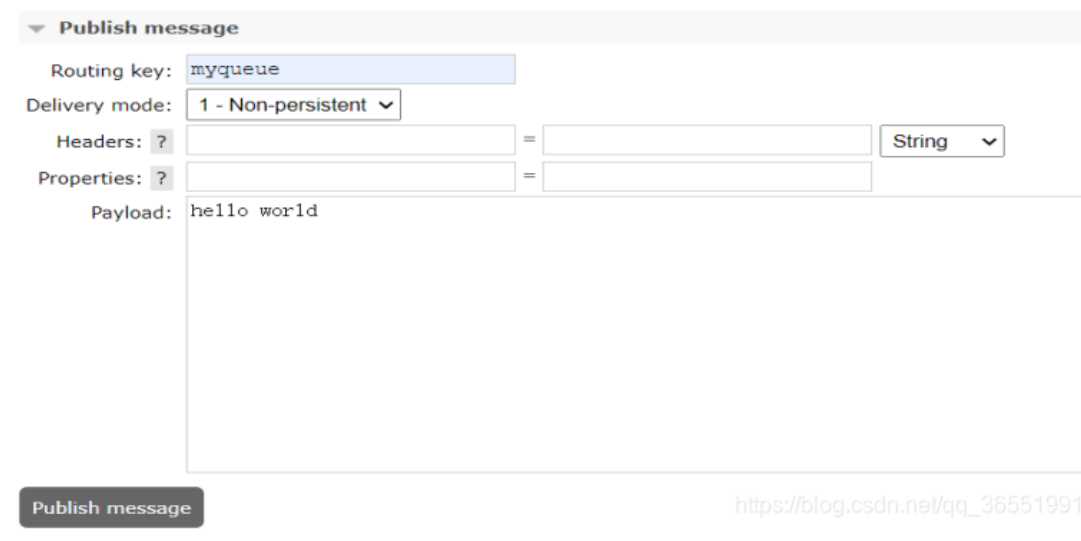 Publish message
Routing key: myqueue
Delivery mode: 1 - Non-persistent
Headers: ? = String
Properties: ? =
Payload: hello world
Publish message
https://blog.csdn.net/qq_36551991